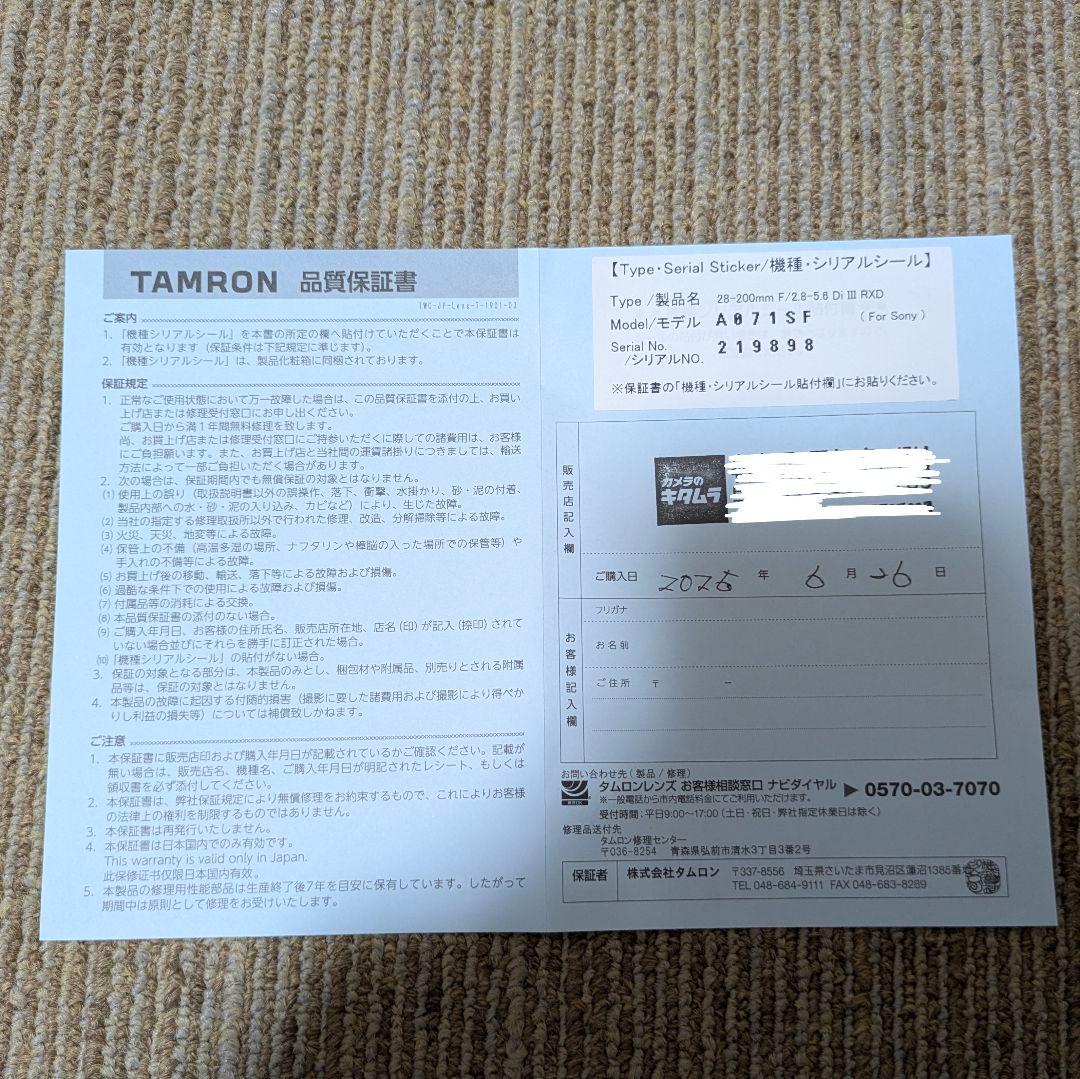 TAMRON 品質保証書
TWC-JP-Lens-T-1901-03
ご案内
1. 「機種シリアルシール」を本書の所定の欄へ貼付けていただくことで本保証書は
有効となります（保証条件は下記規定に準じます）。
2. 「機種シリアルシール」は、製品化粧箱に同梱されております。
保証規定
1. 正常なご使用状態において万一故障した場合は、この品質保証書を添付の上、お買い
上げ店または修理受付窓口にお申し出ください。
ご購入日から満1年間無料修理を致します。
尚、お買上げ店または修理受付窓口にご持参いただくに際しての諸費用は、お客様
にご負担願います。また、お買上げ店と当社間の運賃諸掛りにつきましては、輸送
方法によって一部ご負担いただく場合があります。
2. 次の場合は、保証期間内でも無償保証の対象とはなりません。
(1) 使用上の誤り（取扱説明書以外の誤操作、落下、衝撃、水掛かり、砂・泥の付着、
製品内部への水・砂・泥の入り込み、カビなど）により、生じた故障。
(2) 当社の指定する修理取扱所以外で行われた修理、改造、分解掃除等による故障。
(3) 火災、天災、地変等による故障。
(4) 保管上の不備（高温多湿の場所、ナフタリンや樟脳の入った場所での保管等）や
手入れの不備等による故障。
(5) お買上げ後の移動、輸送、落下等による故障および損傷。
(6) 過酷な条件下での使用による故障および損傷。
(7) 付属品等の消耗による交換。
(8) 本品質保証書の添付のない場合。
(9) ご購入年月日、お客様の住所氏名、販売店所在地、店名（印）が記入（捺印）されて
いない場合並びにそれらを勝手に訂正された場合。
(10) 「機種シリアルシール」の貼付がない場合。
3. 保証の対象となる部分は、本製品のみとし、梱包材や附属品、別売りとされる附属
品等は、保証の対象とはなりません。
4. 本製品の故障に起因する付随的損害（撮影に要した諸費用および撮影により得べか
りし利益の損失等）については補償致しかねます。
ご注意
1. 本保証書に販売店印および購入年月日が記載されているかご確認ください。記載が
無い場合は、販売店名、機種名、ご購入年月日が明記されたレシート、もしくは
領収書を必ず添付してください。
2. 本保証書は、弊社保証規定により無償修理をお約束するもので、これによりお客様
の法律上の権利を制限するものではありません。
3. 本保証書は再発行いたしません。
4. 本保証書は日本国内でのみ有効です。
This warranty is valid only in Japan.
此保修证书仅限日本国内有效。
5. 本製品の修理用性能部品は生産終了後7年を目安に保有しています。したがって
期間中は原則として修理をお受けいたします。
【Type・Serial Sticker/機種・シリアルシール】
Type /製品名 28-200mm F/2.8-5.6 Di III RXD
Model/モデル A071SF (For Sony)
Serial No.
/シリアルNO. 219898
※保証書の「機種・シリアルシール貼付欄」にお貼りください。
販売店記入欄
カメラの
キタムラ
ご購入日 年 6 月 26 日
お客様記入欄
フリガナ
お名前
ご住所 〒 −
お問い合わせ先（製品 / 修理）
タムロンレンズ お客様相談窓口 ナビダイヤル ▶ 0570-03-7070
※一般電話から市内電話料金にてご利用いただけます。
受付時間：平日9:00～17:00（土日・祝日・弊社指定休業日は除く）
修理品送付先
タムロン修理センター
〒036-8254 青森県弘前市清水3丁目3番2号
保証者 株式会社タムロン 〒337-8556 埼玉県さいたま市見沼区蓮沼1385番地
TEL 048-684-9111 FAX 048-683-8289